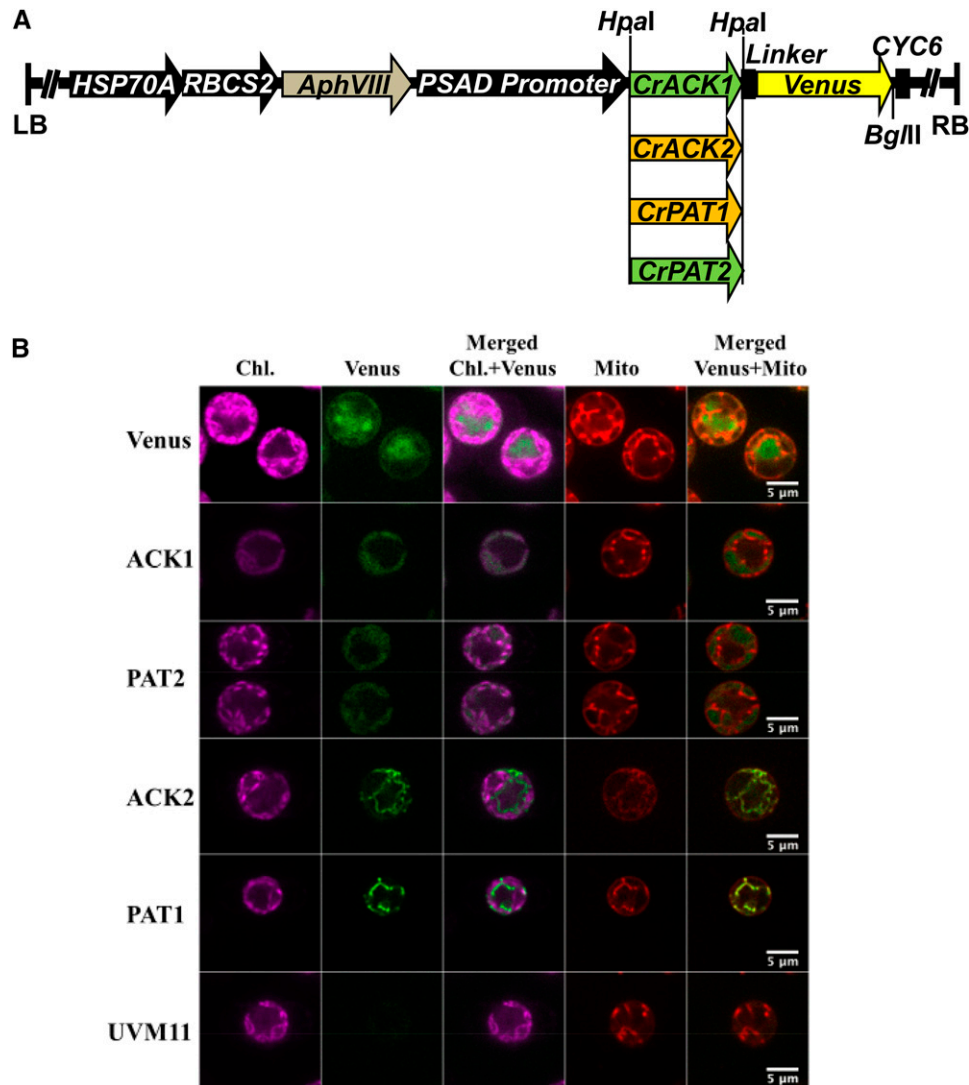 A
HpaI HpaI
Linker CYC6
HSP70A RBCS2 AphVIII PSAD Promoter CrACK1 Venus
LB BglII RB
CrACK2
CrPAT1
CrPAT2
B
Chl. Venus Merged Chl.+Venus Mito Merged Venus+Mito
Venus
5 µm
ACK1
5 µm
PAT2
5 µm
ACK2
5 µm
PAT1
5 µm
UVM11
5 µm